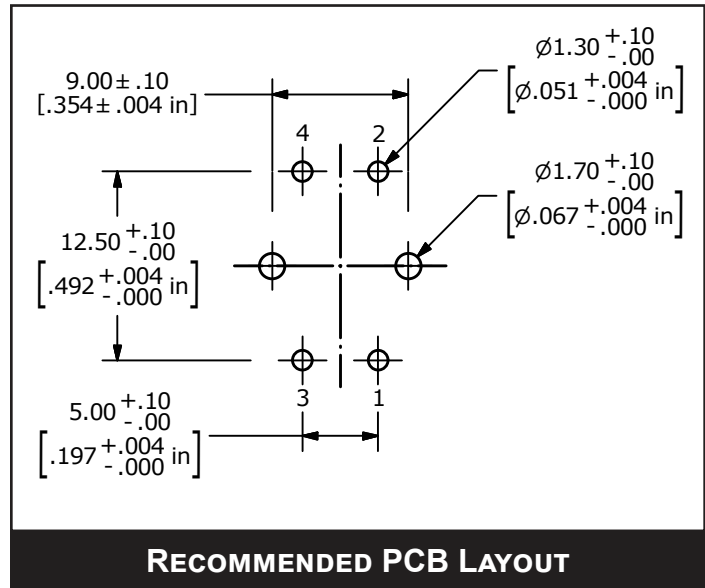 9.00±.10
[.354±.004 in]
4
2
Ø1.30 +.10 -.00
[Ø.051 +.004 -.000 in]
Ø1.70 +.10 -.00
[Ø.067 +.004 -.000 in]
12.50 +.10 -.00
[.492 +.004 -.000 in]
3
1
5.00 +.10 -.00
[.197 +.004 -.000 in]
RECOMMENDED PCB LAYOUT